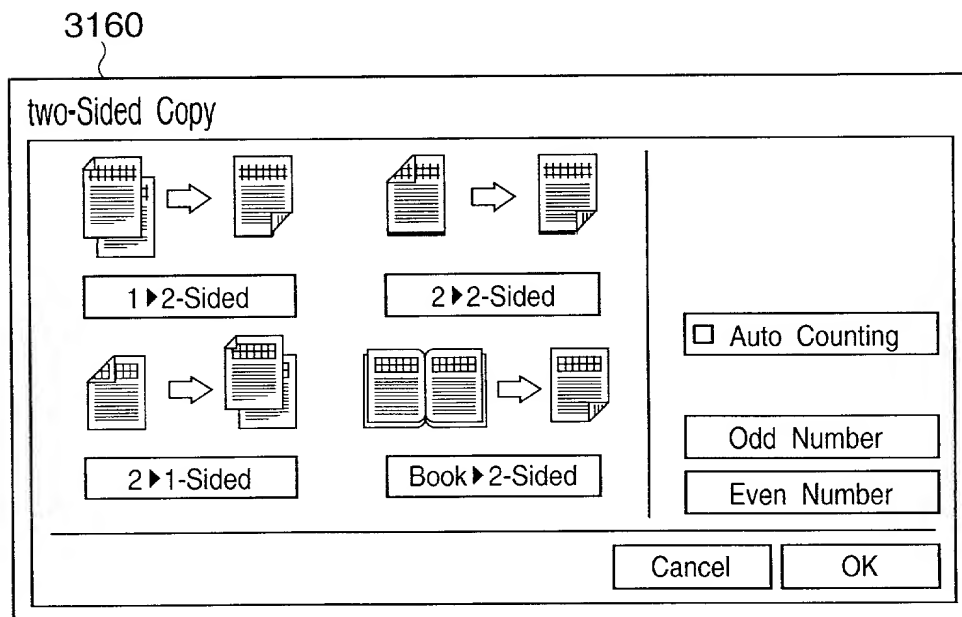 3160
two-Sided Copy
1▶2-Sided
2▶2-Sided
Auto Counting
2▶1-Sided
Book▶2-Sided
Odd Number
Even Number
Cancel
OK